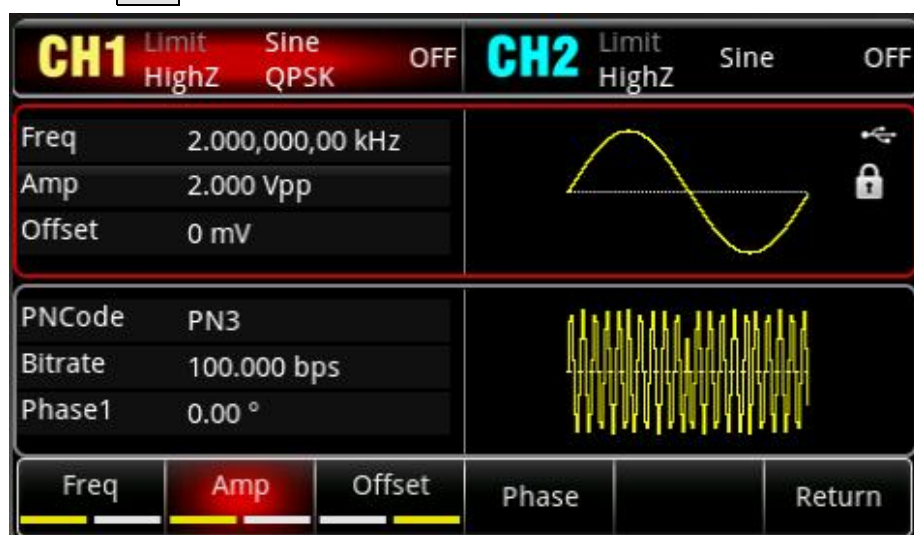 CH1 Limit Sine OFF
HighZ QPSK
CH2 Limit Sine OFF
HighZ
Freq 2.000,000,00 kHz
Amp 2.000 Vpp
Offset 0 mV
PNCode PN3
Bitrate 100.000 bps
Phase1 0.00 °
Freq Amp Offset Phase Return